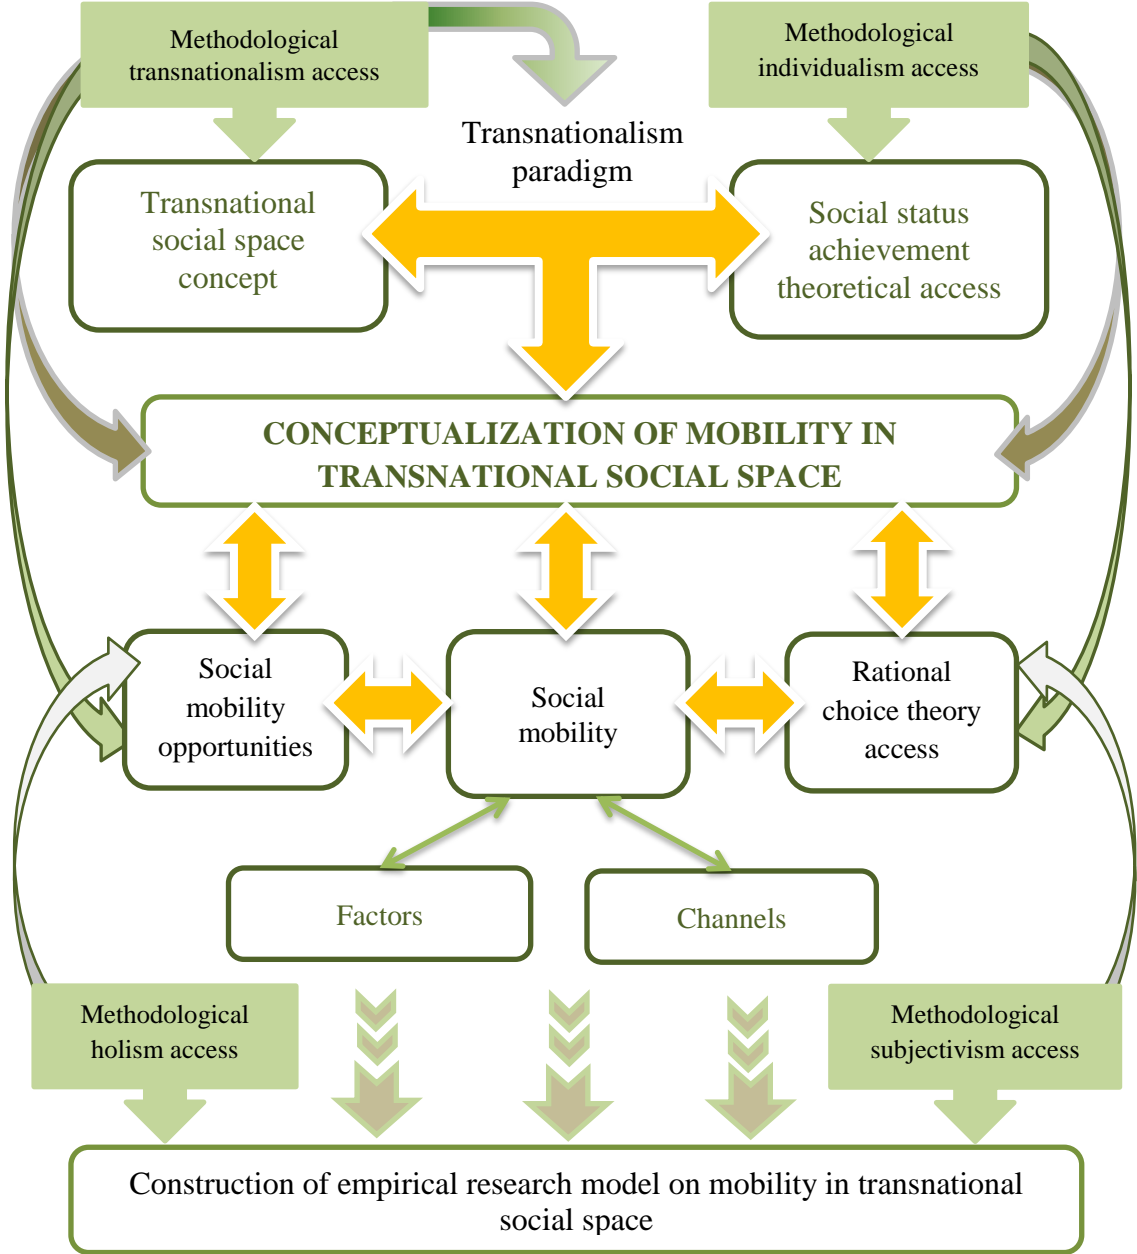 Methodological
transnationalism access
Methodological
individualism access
Transnationalism
paradigm
Transnational
social space
concept
Social status
achievement
theoretical access
CONCEPTUALIZATION OF MOBILITY IN
TRANSNATIONAL SOCIAL SPACE
Social
mobility
opportunities
Social
mobility
Rational
choice theory
access
Factors
Channels
Methodological
holism access
Methodological
subjectivism access
Construction of empirical research model on mobility in transnational
social space